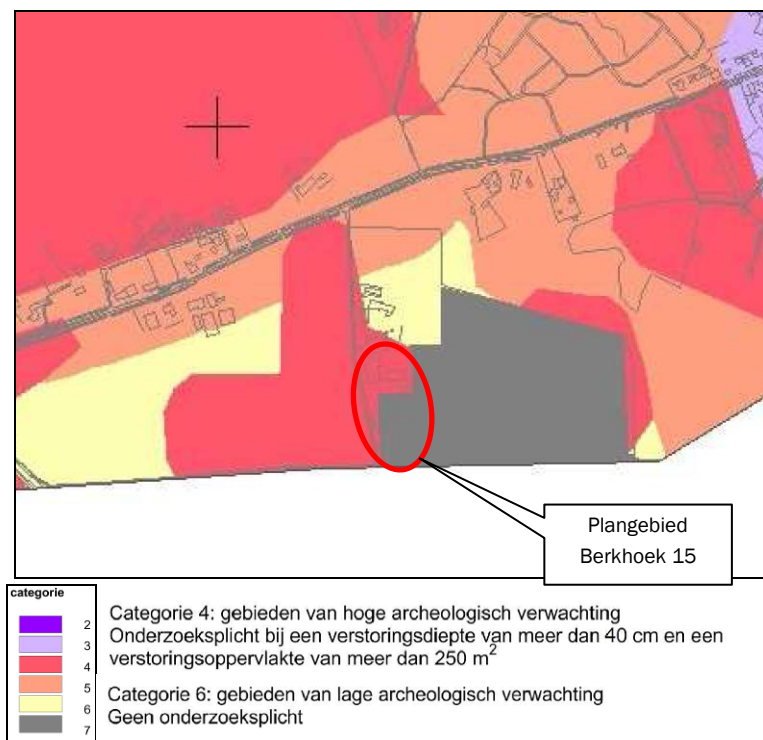 Plangebied
Berkhoek 15
categorie
2
3
4
5
6
7
Categorie 4: gebieden van hoge archeologisch verwachting
Onderzoeksplicht bij een verstoringsdiepte van meer dan 40 cm en een
verstoringsoppervlakte van meer dan 250 m²
Categorie 6: gebieden van lage archeologisch verwachting
Geen onderzoeksplicht